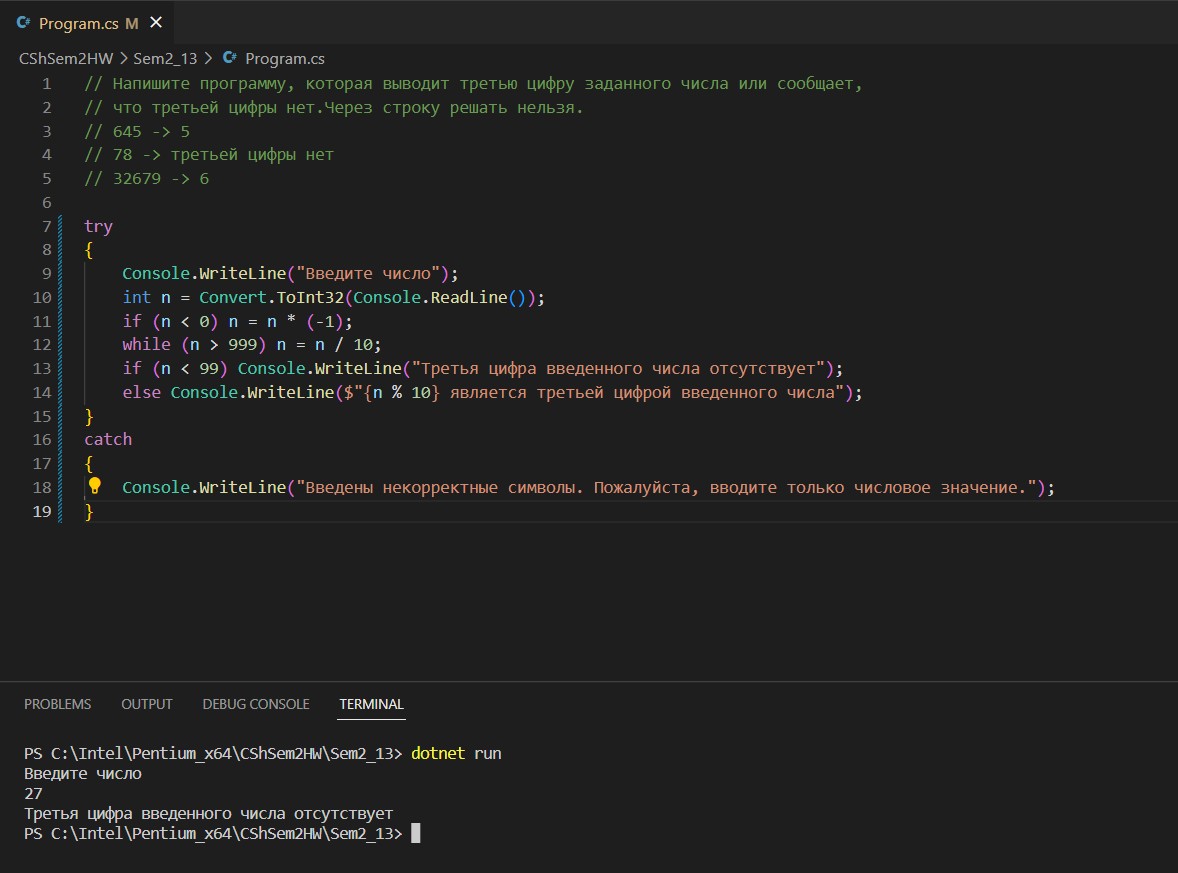 C# Program.cs M ×
CShSem2HW > Sem2_13 > C# Program.cs
1 // Напишите программу, которая выводит третью цифру заданного числа или сообщает,
2 // что третьей цифры нет.Через строку решать нельзя.
3 // 645 -> 5
4 // 78 -> третьей цифры нет
5 // 32679 -> 6
6
7 try
8 {
9 Console.WriteLine("Введите число");
10 int n = Convert.ToInt32(Console.ReadLine());
11 if (n < 0) n = n * (-1);
12 while (n > 999) n = n / 10;
13 if (n < 99) Console.WriteLine("Третья цифра введенного числа отсутствует");
14 else Console.WriteLine($"{n % 10} является третьей цифрой введенного числа");
15 }
16 catch
17 {
18 Console.WriteLine("Введены некорректные символы. Пожалуйста, вводите только числовое значение.");
19 }
PROBLEMS OUTPUT DEBUG CONSOLE TERMINAL
PS C:\Intel\Pentium_x64\CShSem2HW\Sem2_13> dotnet run
Введите число
27
Третья цифра введенного числа отсутствует
PS C:\Intel\Pentium_x64\CShSem2HW\Sem2_13>